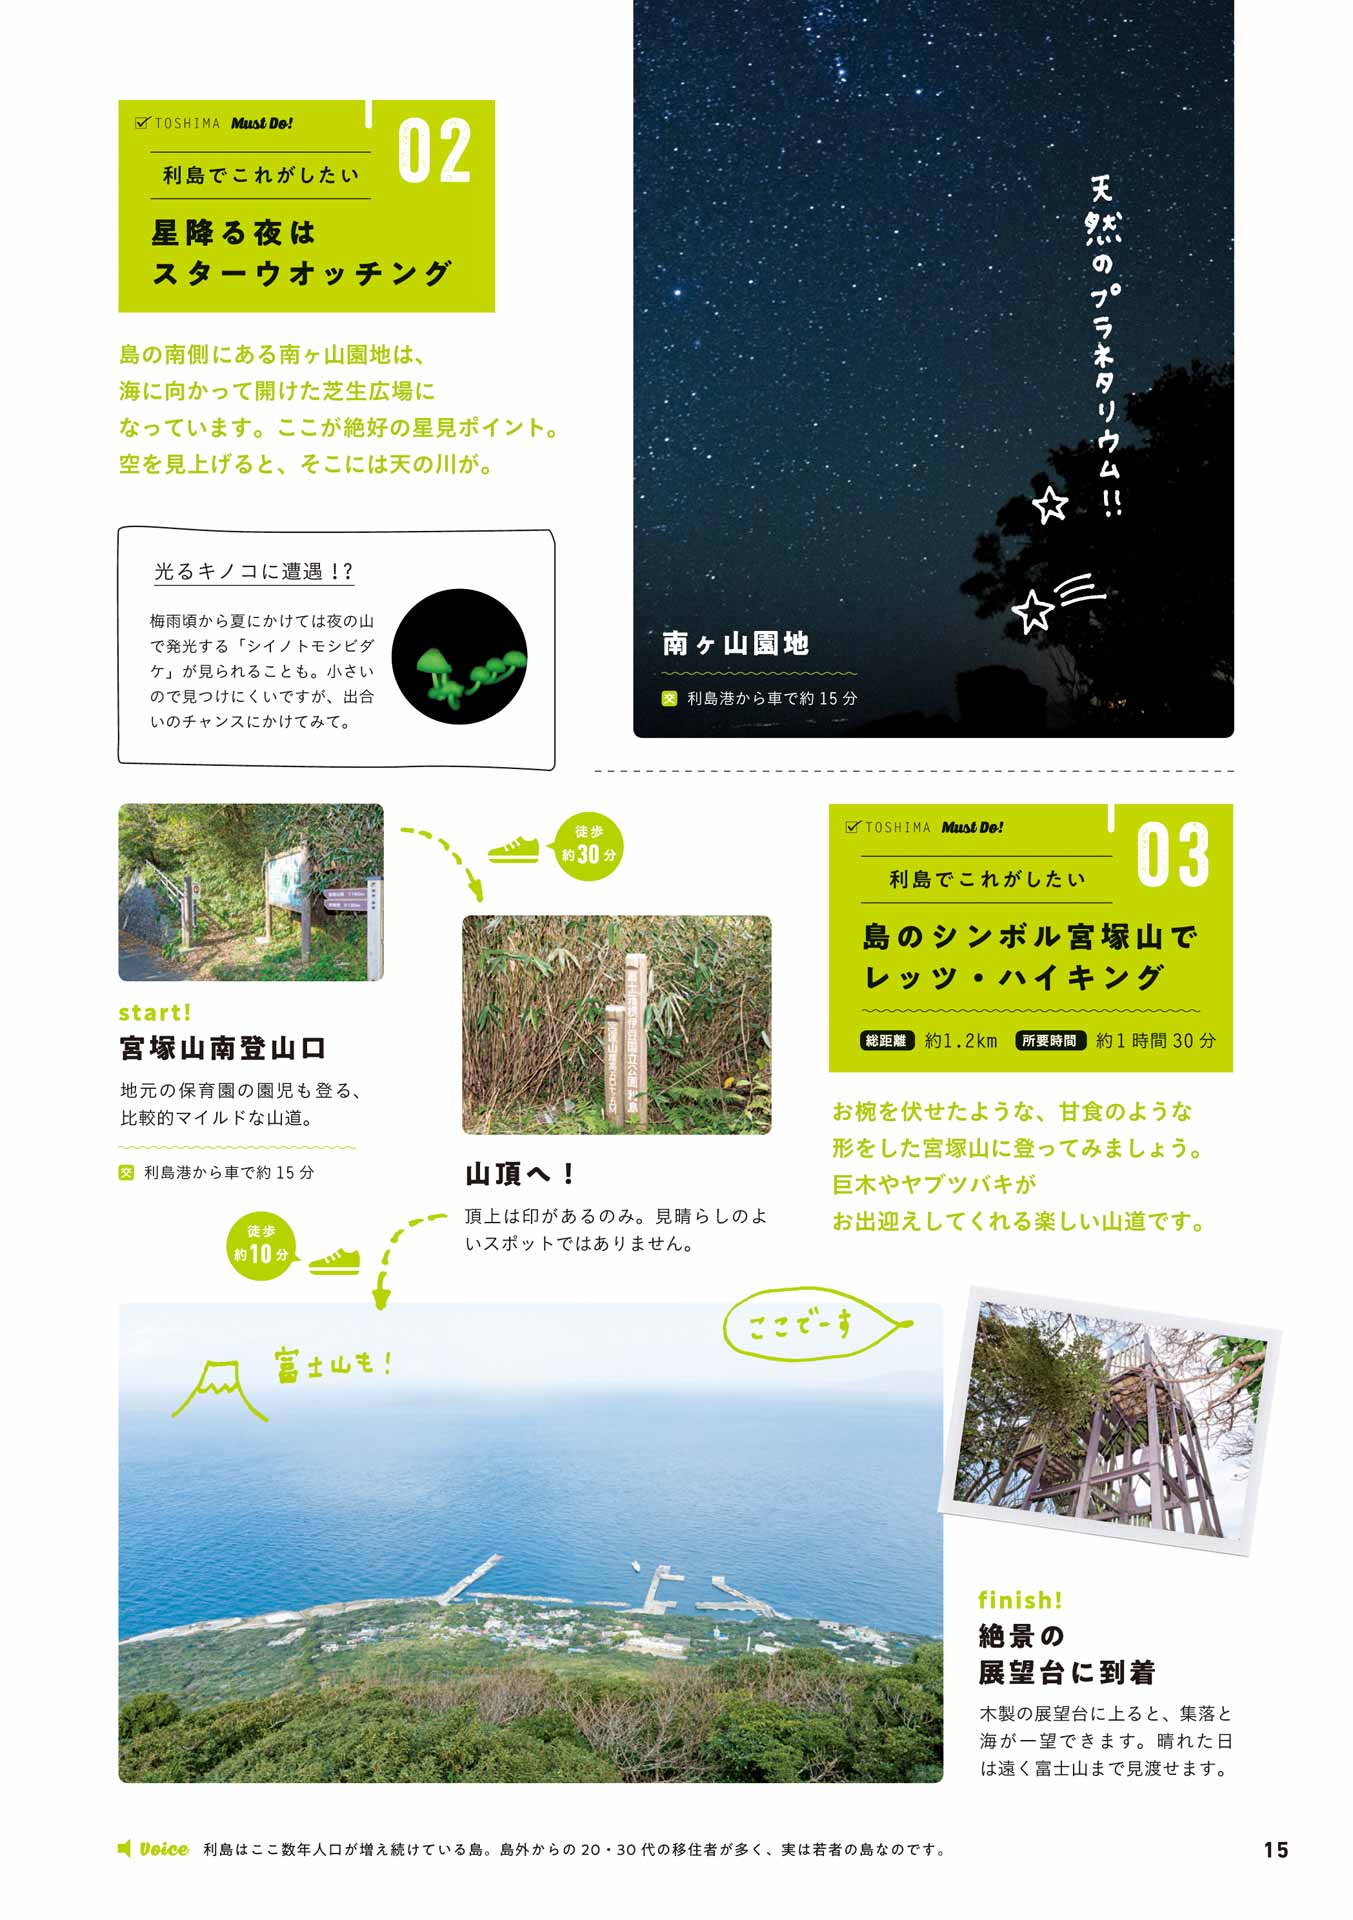 TOSHIMA Must Do!
02
利島でこれがしたい
星降る夜は
スターウオッチング
島の南側にある南ヶ山園地は、
海に向かって開けた芝生広場に
なっています。ここが絶好の星見ポイント。
空を見上げると、そこには天の川が。
光るキノコに遭遇！?
梅雨頃から夏にかけては夜の山
で発光する「シイノトモシビダ
ケ」が見られることも。小さい
ので見つけにくいですが、出合
いのチャンスにかけてみて。
天然のプラネタリウム!!
南ヶ山園地
交 利島港から車で約15分
TOSHIMA Must Do!
03
利島でこれがしたい
島のシンボル宮塚山で
レッツ・ハイキング
総距離 約1.2km 所要時間 約1時間30分
お椀を伏せたような、甘食のような
形をした宮塚山に登ってみましょう。
巨木やヤブツバキが
お出迎えしてくれる楽しい山道です。
start!
宮塚山南登山口
地元の保育園の園児も登る、
比較的マイルドな山道。
交 利島港から車で約15分
徒歩
約30分
富士箱根伊豆国立公園 利島
山頂へ！
頂上は印があるのみ。見晴らしのよ
いスポットではありません。
徒歩
約10分
富士山も!
ここでーす
finish!
絶景の
展望台に到着
木製の展望台に上ると、集落と
海が一望できます。晴れた日
は遠く富士山まで見渡せます。
Voice 利島はここ数年人口が増え続けている島。島外からの20・30代の移住者が多く、実は若者の島なのです。
15